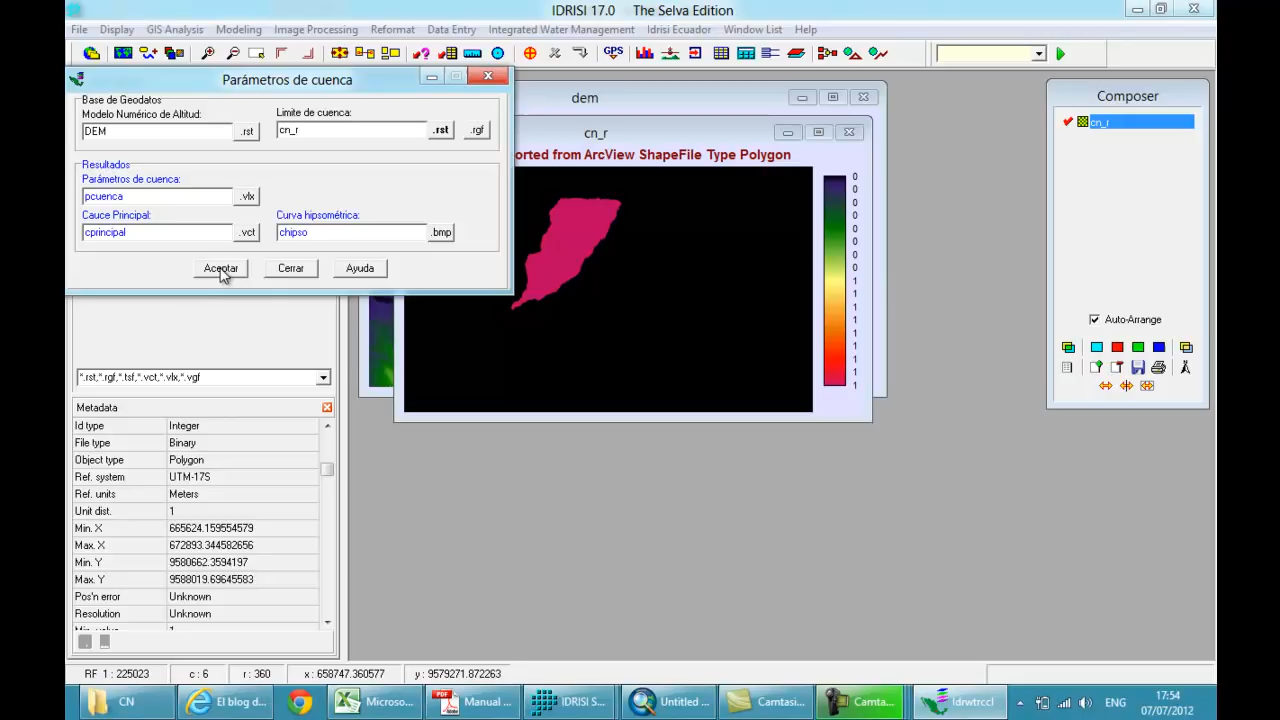 IDRISI 17.0 The Selva Edition
File Display GIS Analysis Modeling Image Processing Reformat Data Entry Integrated Water Management Idrisi Ecuador Window List Help
GPS
Parámetros de cuenca
Base de Geodatos
Modelo Numérico de Altitud:
DEM
.rst
Limite de cuenca:
cn_r
.rst
.rgf
Resultados
Parámetros de cuenca:
pcuenca
.vlx
Cauce Principal:
cprincipal
.vct
Curva hipsométrica:
chipso
.bmp
Aceptar
Cerrar
Ayuda
dem
cn_r
orted from ArcView ShapeFile Type Polygon
0
0
0
0
0
0
0
0
1
1
1
1
1
1
1
1
Composer
cn_r
Auto-Arrange
*.rst,*.rgf,*.tsf,*.vct,*.vlx,*.vgf
Metadata
Id type Integer
File type Binary
Object type Polygon
Ref. system UTM-17S
Ref. units Meters
Unit dist. 1
Min. X 665624.159554579
Max. X 672893.344582656
Min. Y 9580662.3594197
Max. Y 9588019.69645583
Pos'n error Unknown
Resolution Unknown
RF 1 : 225023 c : 6 r : 360 x : 658747.360577 y : 9579271.872263
CN
El blog d...
Microso...
Manual ...
IDRISI S...
Untitled ...
Camtasi...
Camta...
Idrwtrccl
ENG
17:54
07/07/2012